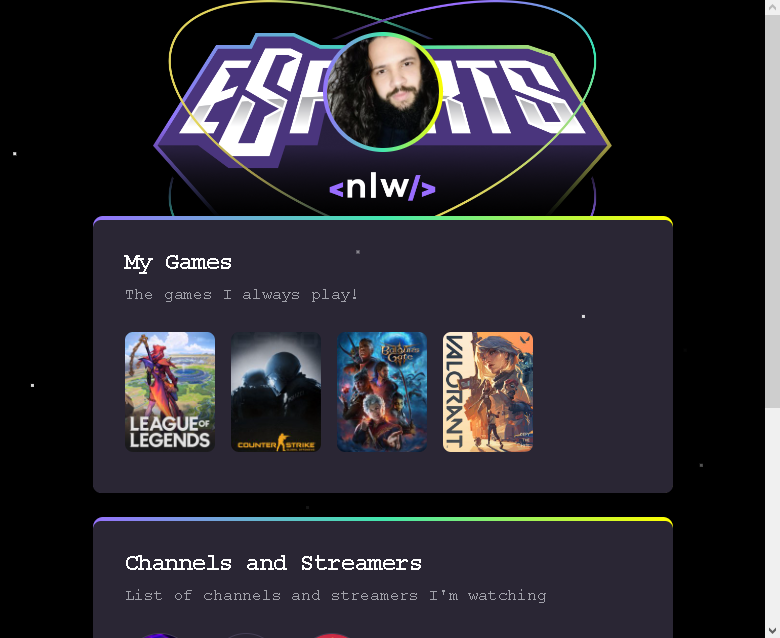 ESPORTS
<nlw/>
My Games
The games I always play!
LEAGUE OF
LEGENDS
COUNTER STRIKE
Baldur's
Gate
VALORANT
Channels and Streamers
List of channels and streamers I'm watching